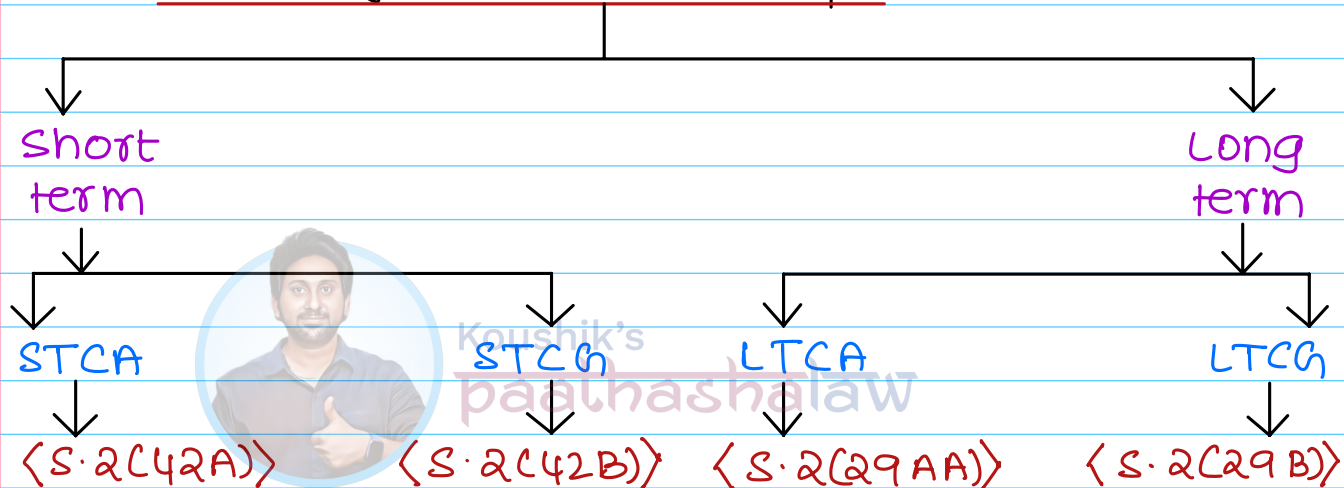 Short Long
term term
Koushik's
STCA STCG LTCA LTCG
paathashalaw
<S.2(42A)> <S.2(42B)> <S.2(29AA)> <S.2(29B)>